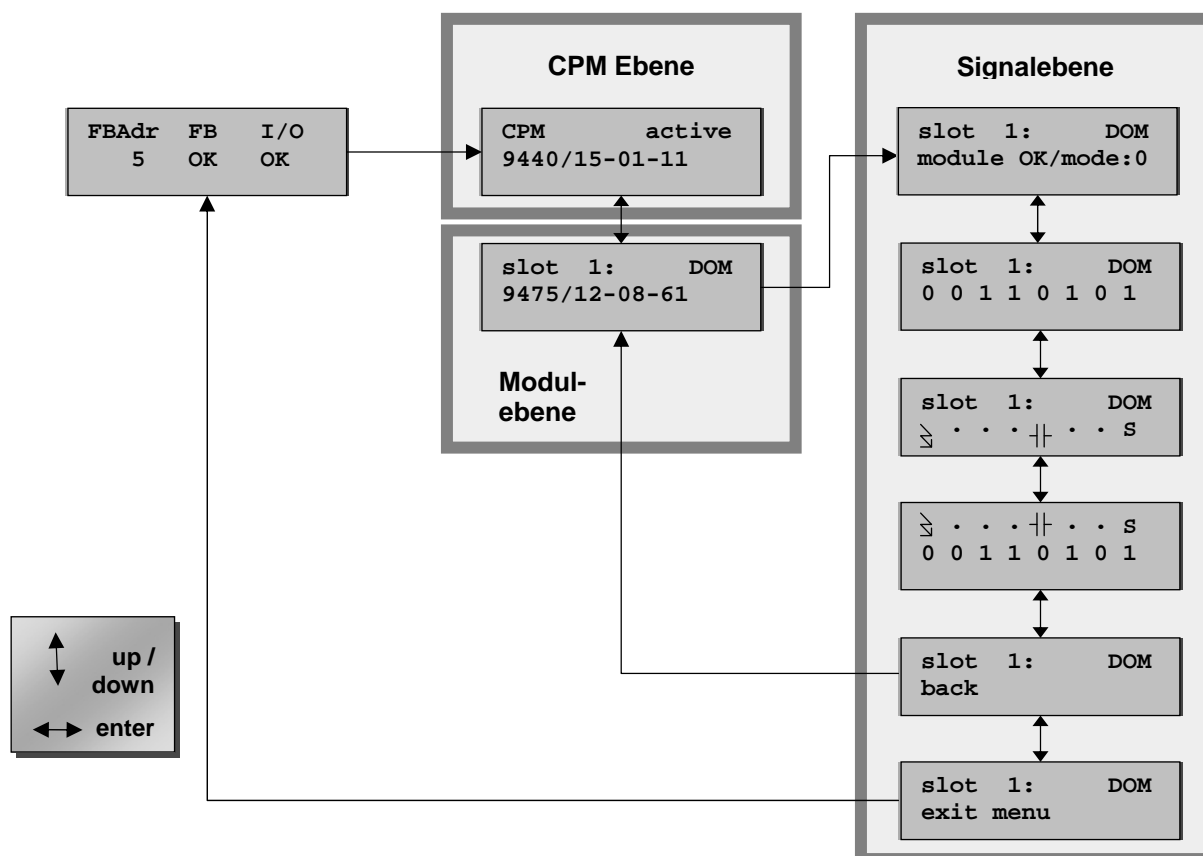 CPM Ebene
Signalebene
FBAdr FB I/O
5 OK OK
CPM active
9440/15-01-11
slot 1: DOM
module OK/mode:0
slot 1: DOM
9475/12-08-61
Modul-
ebene
slot 1: DOM
0 0 1 1 0 1 0 1
slot 1: DOM
. . . . . S
. . . . . S
0 0 1 1 0 1 0 1
slot 1: DOM
back
slot 1: DOM
exit menu
up /
down
enter